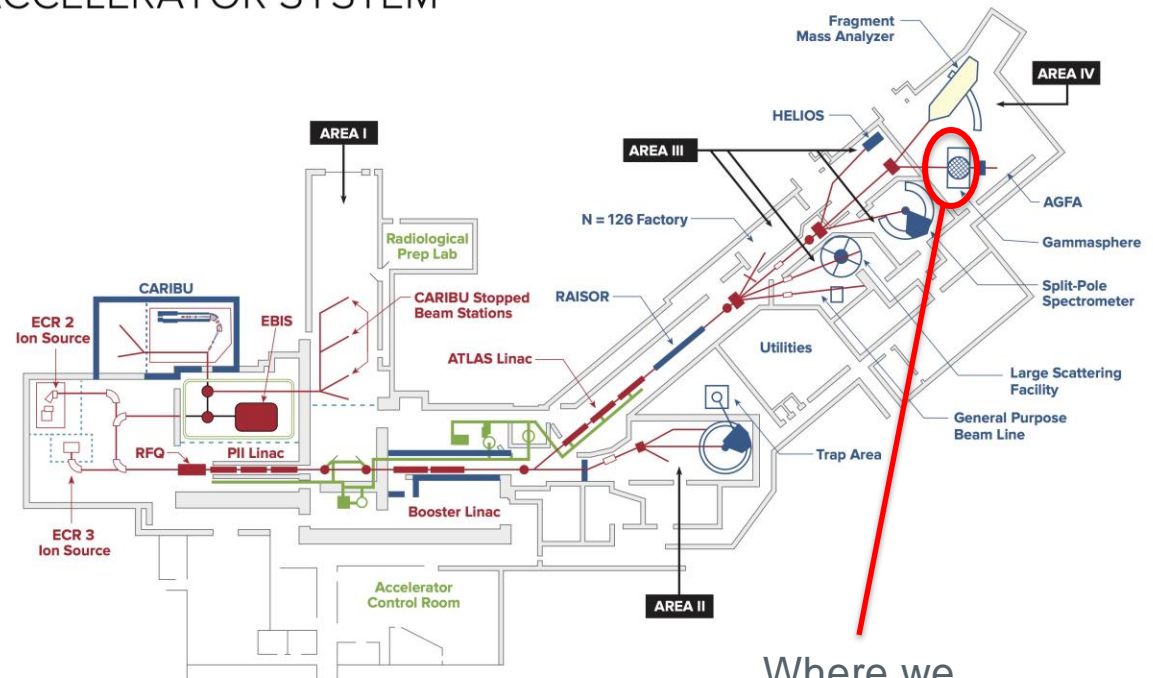 ACCELERATOR SYSTEM
Fragment
Mass Analyzer
AREA IV
HELIOS
AREA I
AREA III
AGFA
N = 126 Factory
Gammasphere
Radiological
Prep Lab
Split-Pole
Spectrometer
CARIBU
CARIBU Stopped
Beam Stations
RAISOR
ECR 2
Ion Source
EBIS
Utilities
ATLAS Linac
Large Scattering
Facility
General Purpose
Beam Line
RFQ
PII Linac
Trap Area
Booster Linac
ECR 3
Ion Source
Accelerator
Control Room
AREA II
Where we